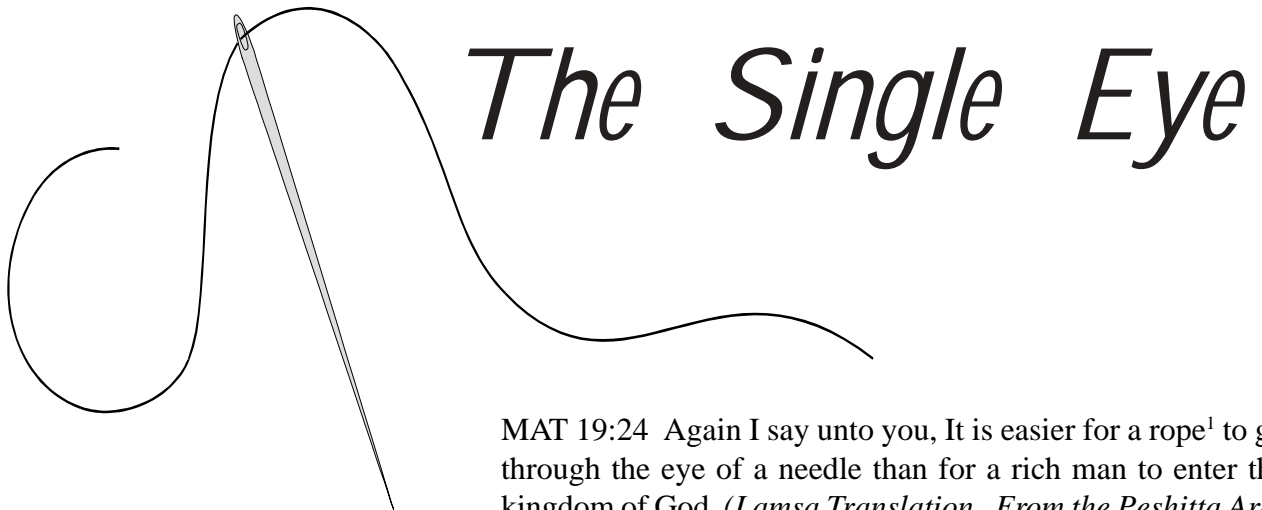 The Single Eye
MAT 19:24 Again I say unto you, It is easier for a rope¹ to
through the eye of a needle than for a rich man to enter
kingdom of God. (Lamsa Translation. From the Peshitta